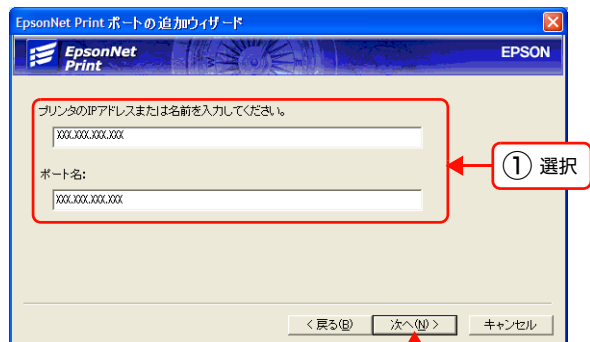 EpsonNet Print ポートの追加ウィザード
EpsonNet
Print
EPSON
プリンタのIPアドレスまたは名前を入力してください。
XXX.XXX.XXX.XXX
① 選択
ポート名:
XXX.XXX.XXX.XXX
< 戻る(B)
次へ(N) >
キャンセル